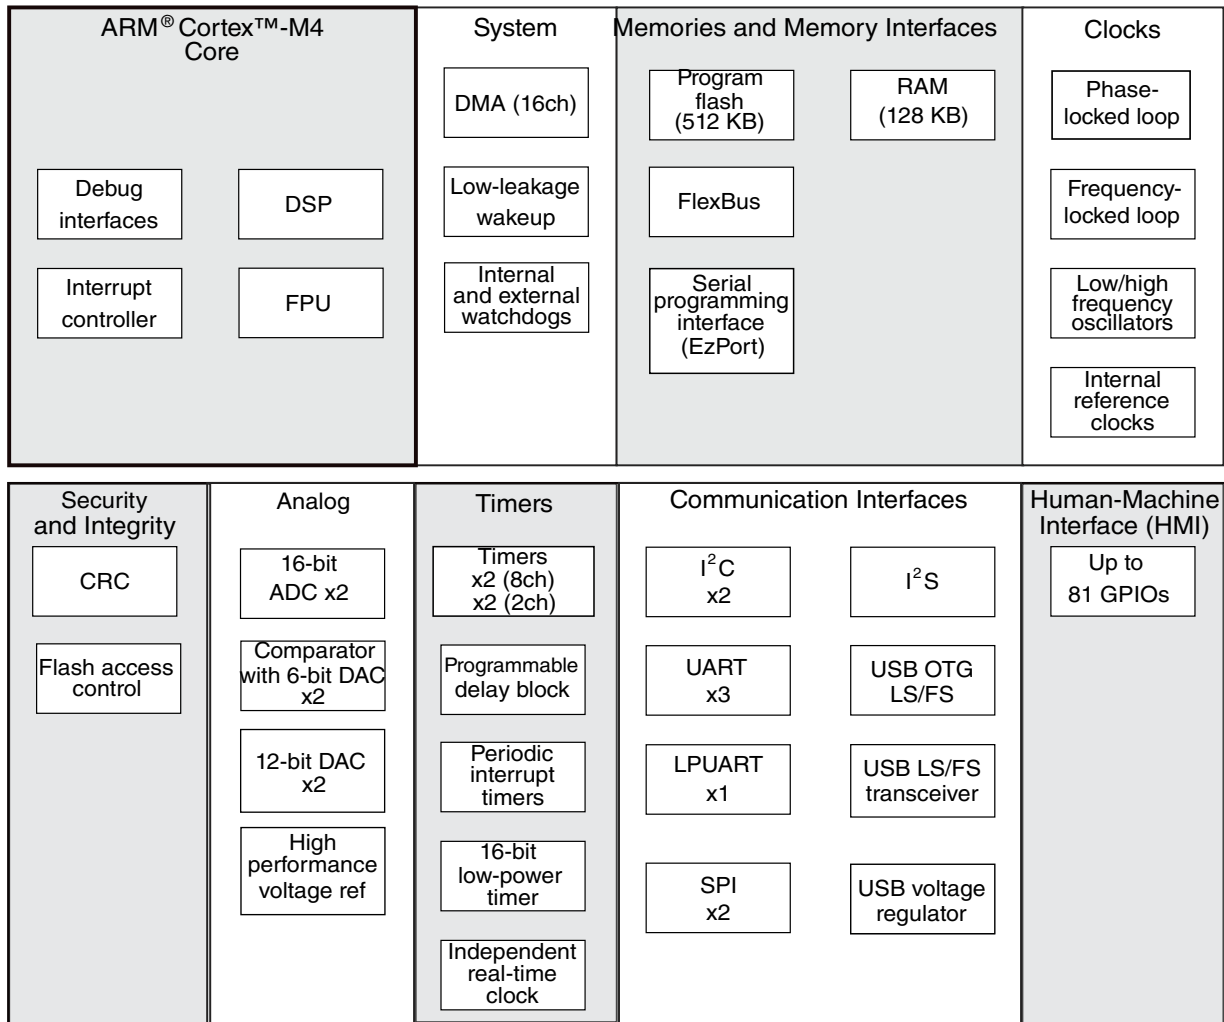 ARM® Cortex™-M4
Core
Debug
interfaces
DSP
Interrupt
controller
FPU
System
DMA (16ch)
Low-leakage
wakeup
Internal
and external
watchdogs
Memories and Memory Interfaces
Program
flash
(512 KB)
RAM
(128 KB)
FlexBus
Serial
programming
interface
(EzPort)
Clocks
Phase-
locked loop
Frequency-
locked loop
Low/high
frequency
oscillators
Internal
reference
clocks
Security
and Integrity
CRC
Flash access
control
Analog
16-bit
ADC x2
Comparator
with 6-bit DAC
x2
12-bit DAC
x2
High
performance
voltage ref
Timers
Timers
x2 (8ch)
x2 (2ch)
Programmable
delay block
Periodic
interrupt
timers
16-bit
low-power
timer
Independent
real-time
clock
Communication Interfaces
I²C
x2
I²S
UART
x3
USB OTG
LS/FS
LPUART
x1
USB LS/FS
transceiver
SPI
x2
USB voltage
regulator
Human-Machine
Interface (HMI)
Up to
81 GPIOs